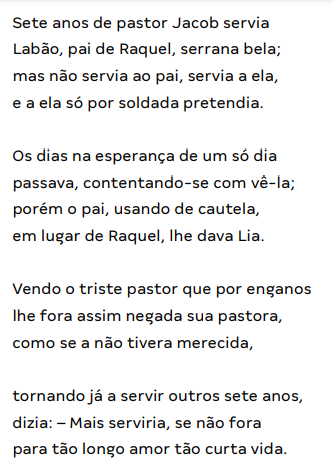 Sete anos de pastor Jacob servia
Labão, pai de Raquel, serrana bela;
mas não servia ao pai, servia a ela,
e a ela só por soldada pretendia.

Os dias na esperança de um só dia
passava, contentando-se com vê-la;
porém o pai, usando de cautela,
em lugar de Raquel, lhe dava Lia.

Vendo o triste pastor que por enganos
lhe fora assim negada sua pastora,
como se a não tivera merecida,

tornando já a servir outros sete anos,
dizia: – Mais serviria, se não fora
para tão longo amor tão curta vida.